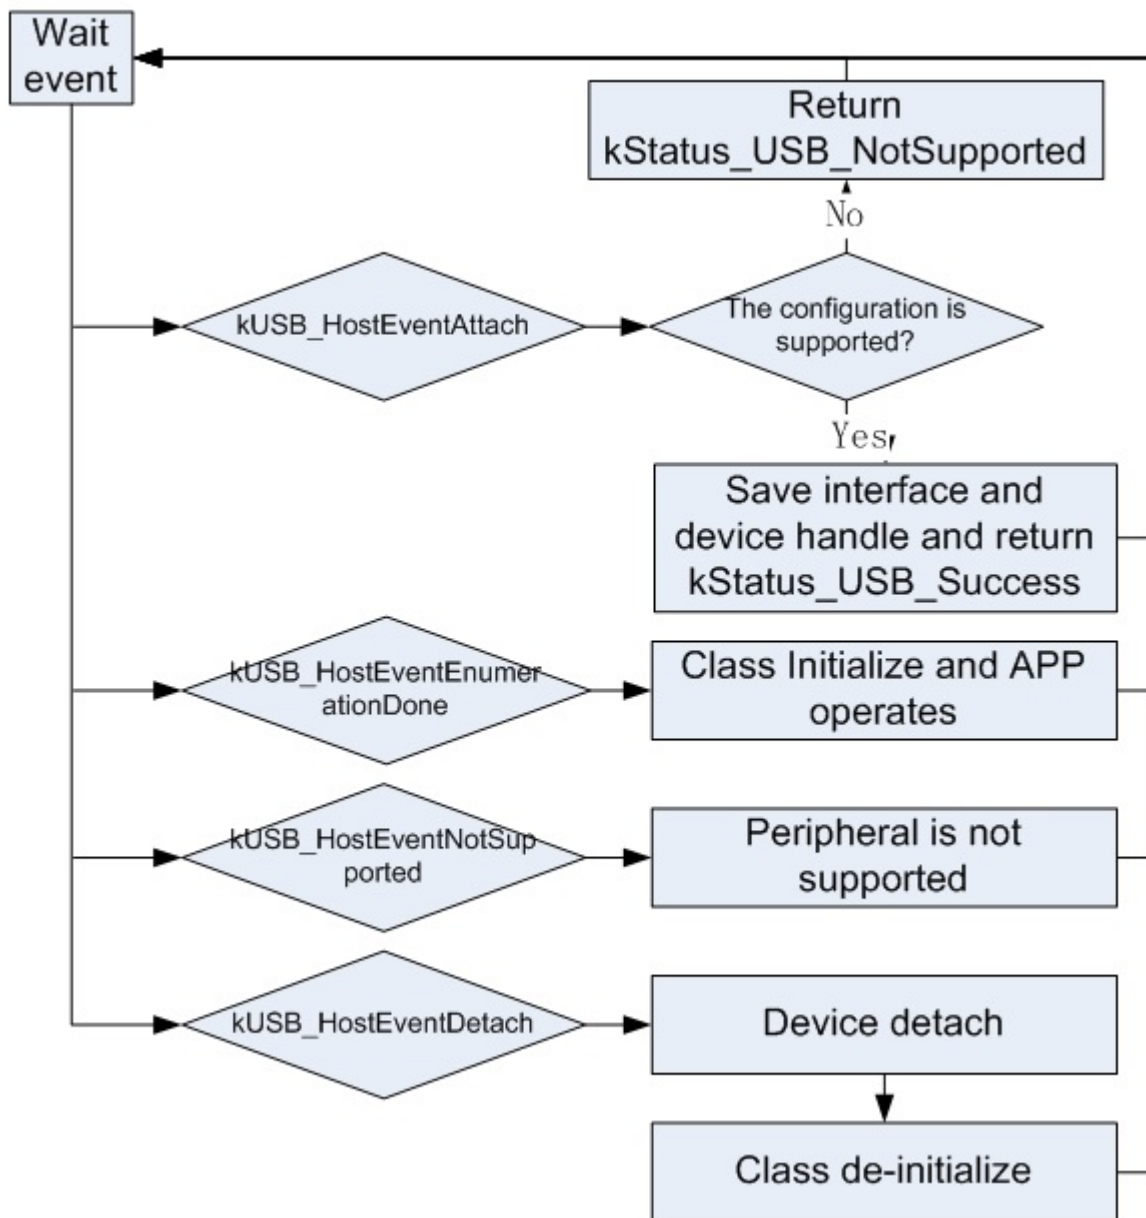 Wait
event
Return
kStatus_USB_NotSupported
No
kUSB_HostEventAttach
The configuration is
supported?
Yes
Save interface and
device handle and return
kStatus_USB_Success
kUSB_HostEventEnumer
ationDone
Class Initialize and APP
operates
kUSB_HostEventNotSup
ported
Peripheral is not
supported
kUSB_HostEventDetach
Device detach
Class de-initialize